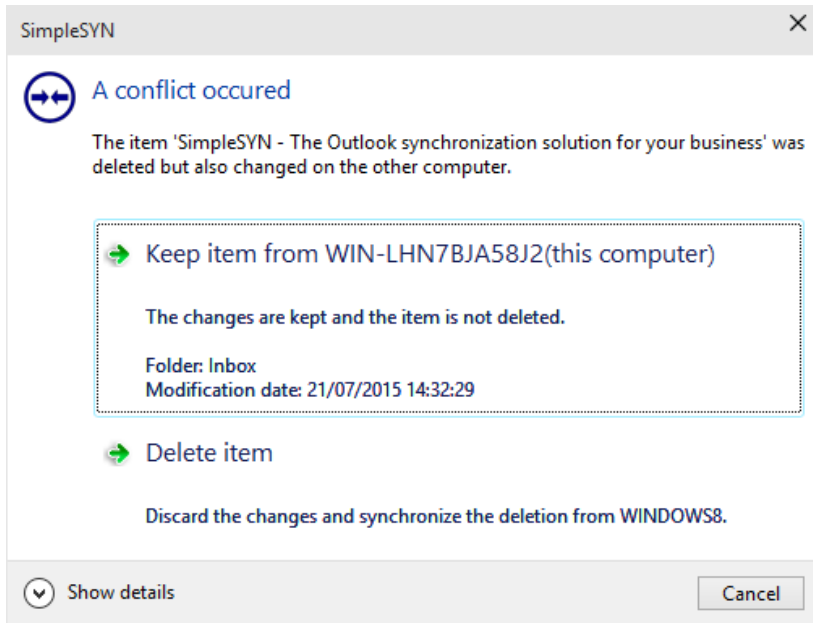 SimpleSYN
A conflict occured
The item 'SimpleSYN - The Outlook synchronization solution for your business' was
deleted but also changed on the other computer.
Keep item from WIN-LHN7BJA58J2(this computer)
The changes are kept and the item is not deleted.
Folder: Inbox
Modification date: 21/07/2015 14:32:29
Delete item
Discard the changes and synchronize the deletion from WINDOWS8.
Show details
Cancel